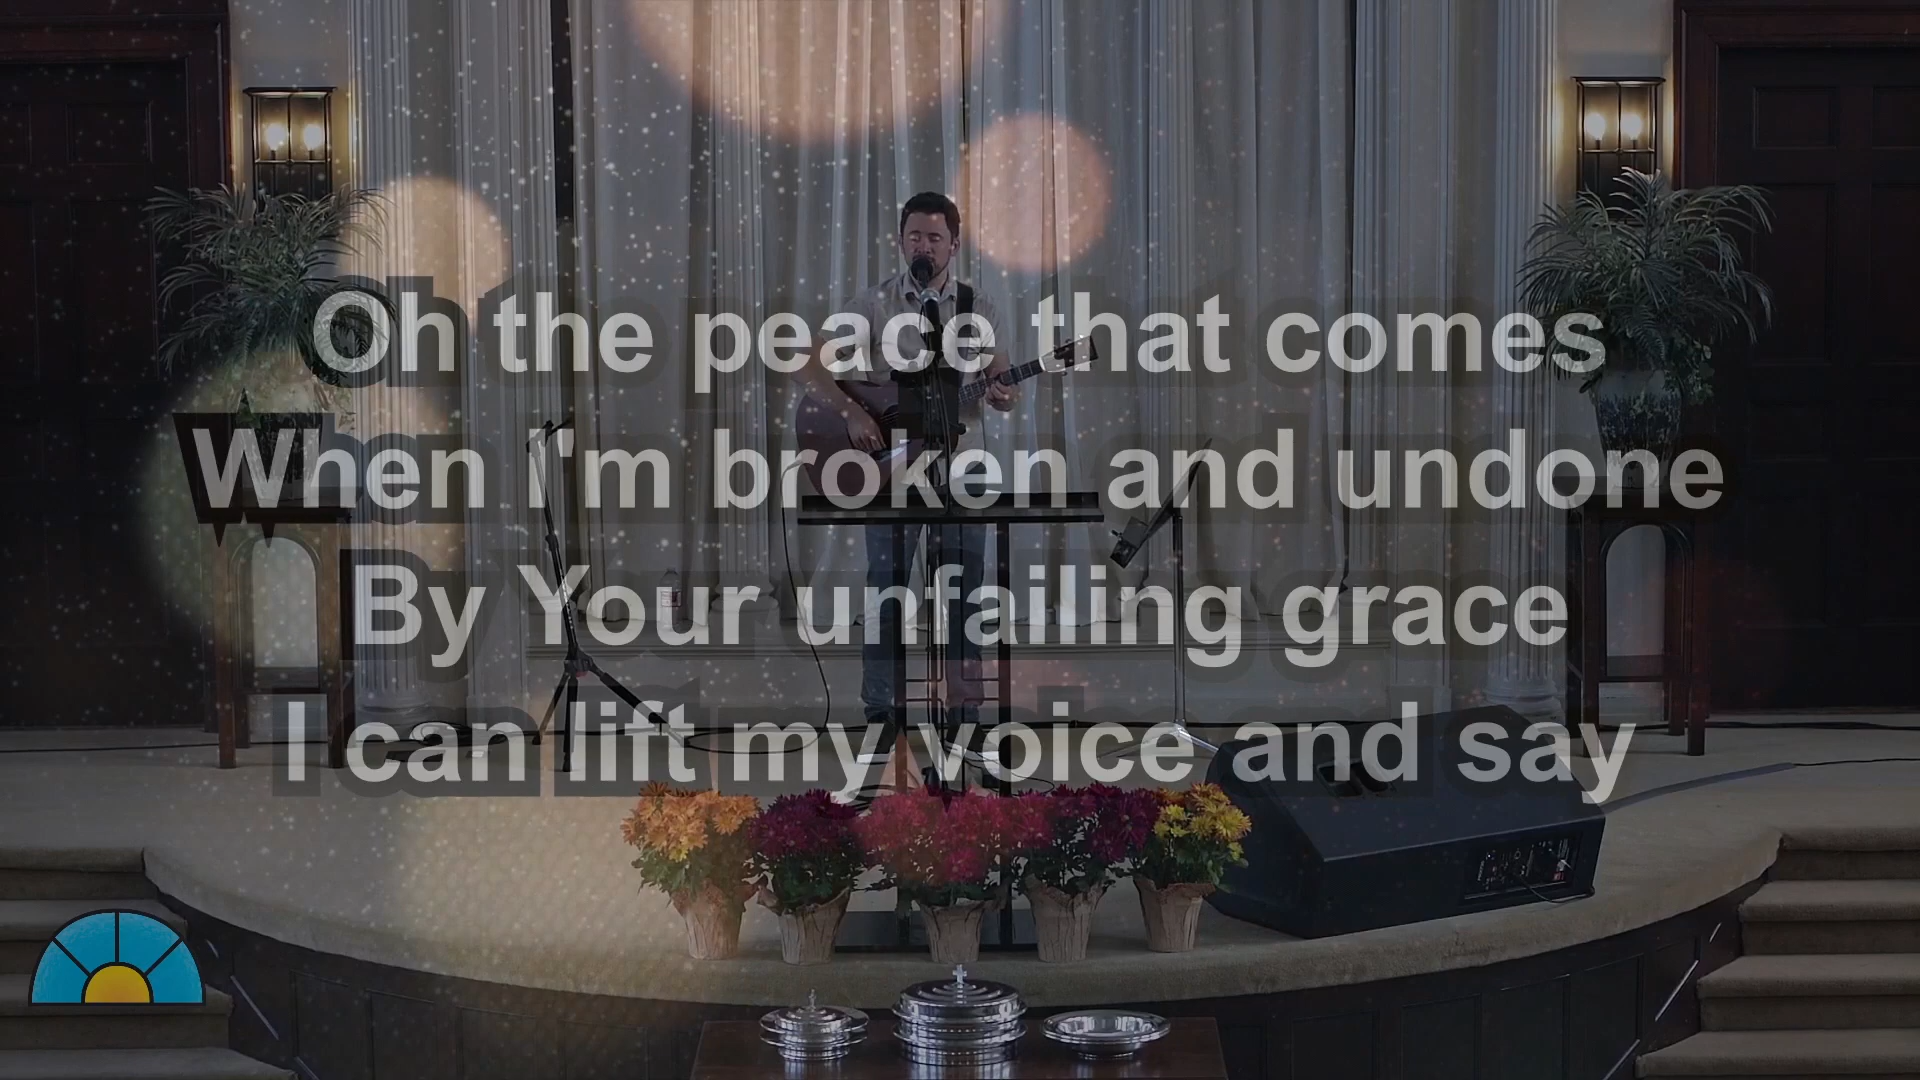 Oh the peace that comes
When I'm broken and undone
By Your unfailing grace
I can lift my voice and say